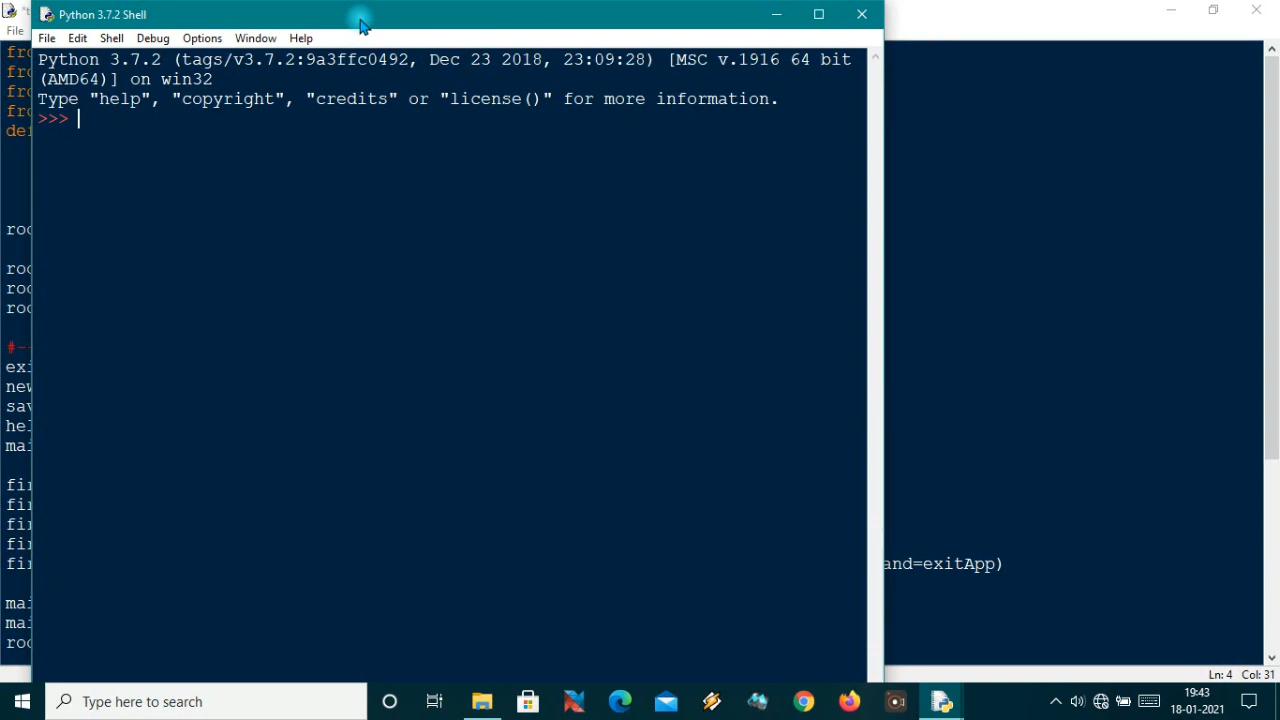 Python 3.7.2 Shell
File Edit Shell Debug Options Window Help
Python 3.7.2 (tags/v3.7.2:9a3ffc0492, Dec 23 2018, 23:09:28) [MSC v.1916 64 bit
(AMD64)] on win32
Type "help", "copyright", "credits" or "license()" for more information.
>>>
File
#--
and=exitApp)
Ln: 4 Col: 31
Type here to search
19:43
18-01-2021